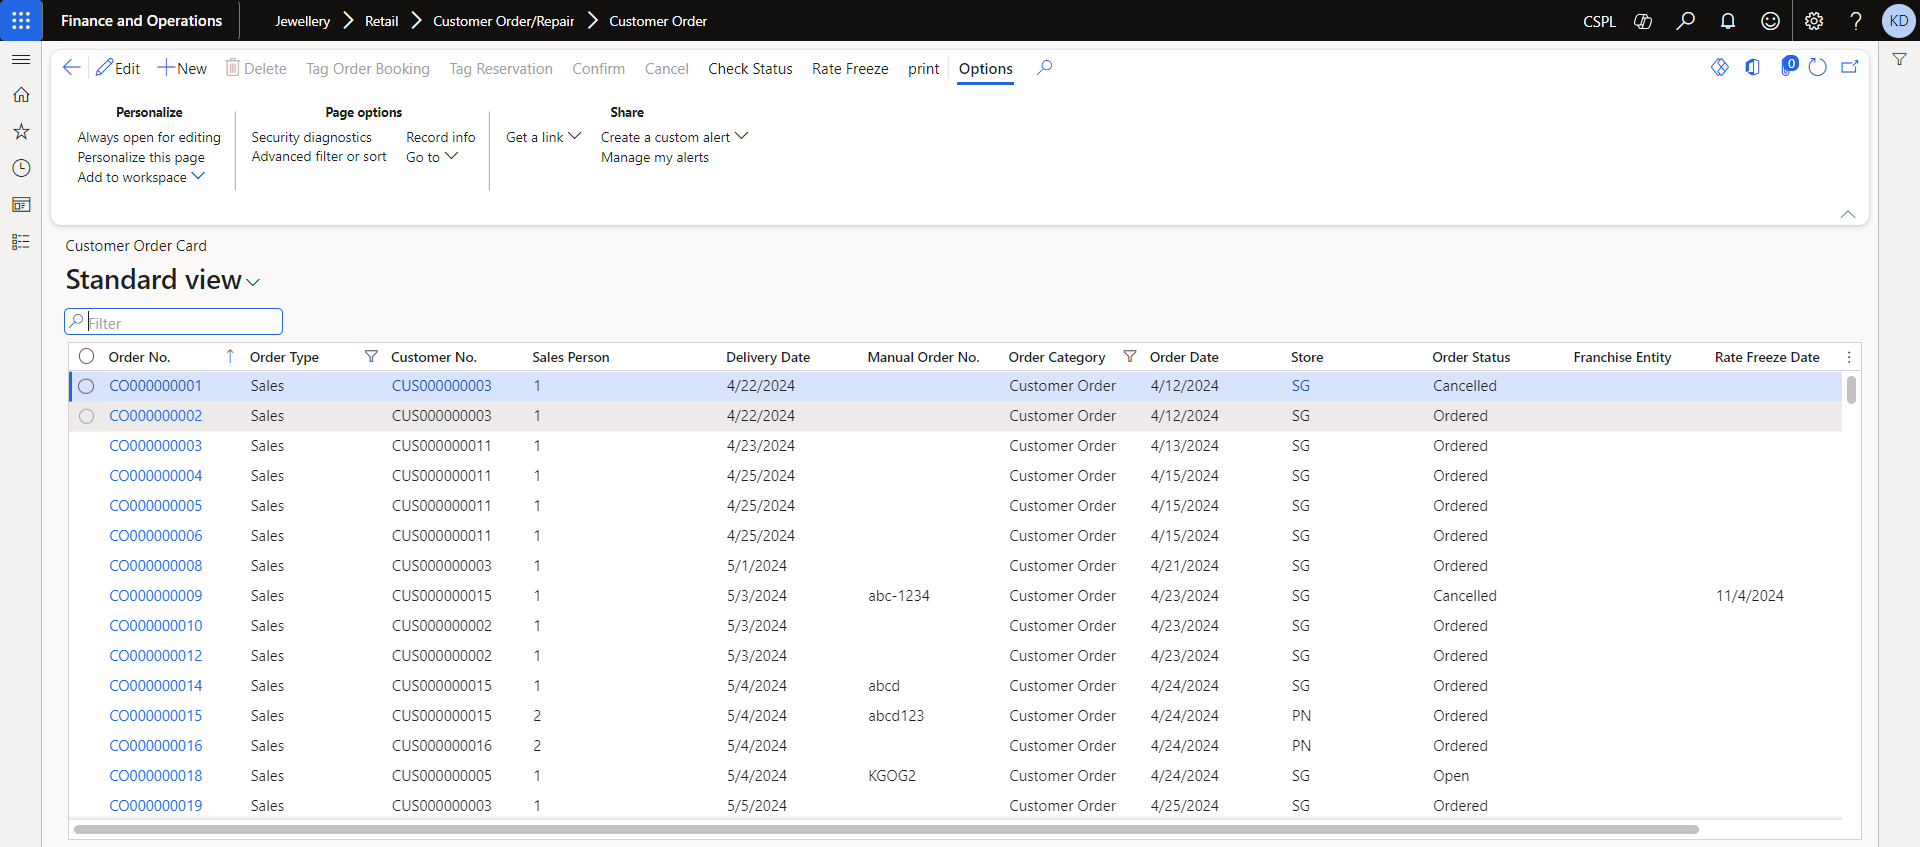 Finance and Operations Jewellery Retail Customer Order/Repair Customer Order CSPL KD
Edit New Delete Tag Order Booking Tag Reservation Confirm Cancel Check Status Rate Freeze print Options 0
Personalize Page options Share
Always open for editing Security diagnostics Record info Get a link Create a custom alert
Personalize this page Advanced filter or sort Go to Manage my alerts
Add to workspace
Customer Order Card
Standard view
Filter
Order No. Order Type Customer No. Sales Person Delivery Date Manual Order No. Order Category Order Date Store Order Status Franchise Entity Rate Freeze Date
CO000000001 Sales CUS000000003 1 4/22/2024 Customer Order 4/12/2024 SG Cancelled
CO000000002 Sales CUS000000003 1 4/22/2024 Customer Order 4/12/2024 SG Ordered
CO000000003 Sales CUS000000011 1 4/23/2024 Customer Order 4/13/2024 SG Ordered
CO000000004 Sales CUS000000011 1 4/25/2024 Customer Order 4/15/2024 SG Ordered
CO000000005 Sales CUS000000011 1 4/25/2024 Customer Order 4/15/2024 SG Ordered
CO000000006 Sales CUS000000011 1 4/25/2024 Customer Order 4/15/2024 SG Ordered
CO000000008 Sales CUS000000003 1 5/1/2024 Customer Order 4/21/2024 SG Ordered
CO000000009 Sales CUS000000015 1 5/3/2024 abc-1234 Customer Order 4/23/2024 SG Cancelled 11/4/2024
CO000000010 Sales CUS000000002 1 5/3/2024 Customer Order 4/23/2024 SG Ordered
CO000000012 Sales CUS000000002 1 5/3/2024 Customer Order 4/23/2024 SG Ordered
CO000000014 Sales CUS000000015 1 5/4/2024 abcd Customer Order 4/24/2024 SG Ordered
CO000000015 Sales CUS000000015 2 5/4/2024 abcd123 Customer Order 4/24/2024 PN Ordered
CO000000016 Sales CUS000000016 2 5/4/2024 Customer Order 4/24/2024 PN Ordered
CO000000018 Sales CUS000000005 1 5/4/2024 KGOG2 Customer Order 4/24/2024 SG Open
CO000000019 Sales CUS000000003 1 5/5/2024 Customer Order 4/25/2024 SG Ordered